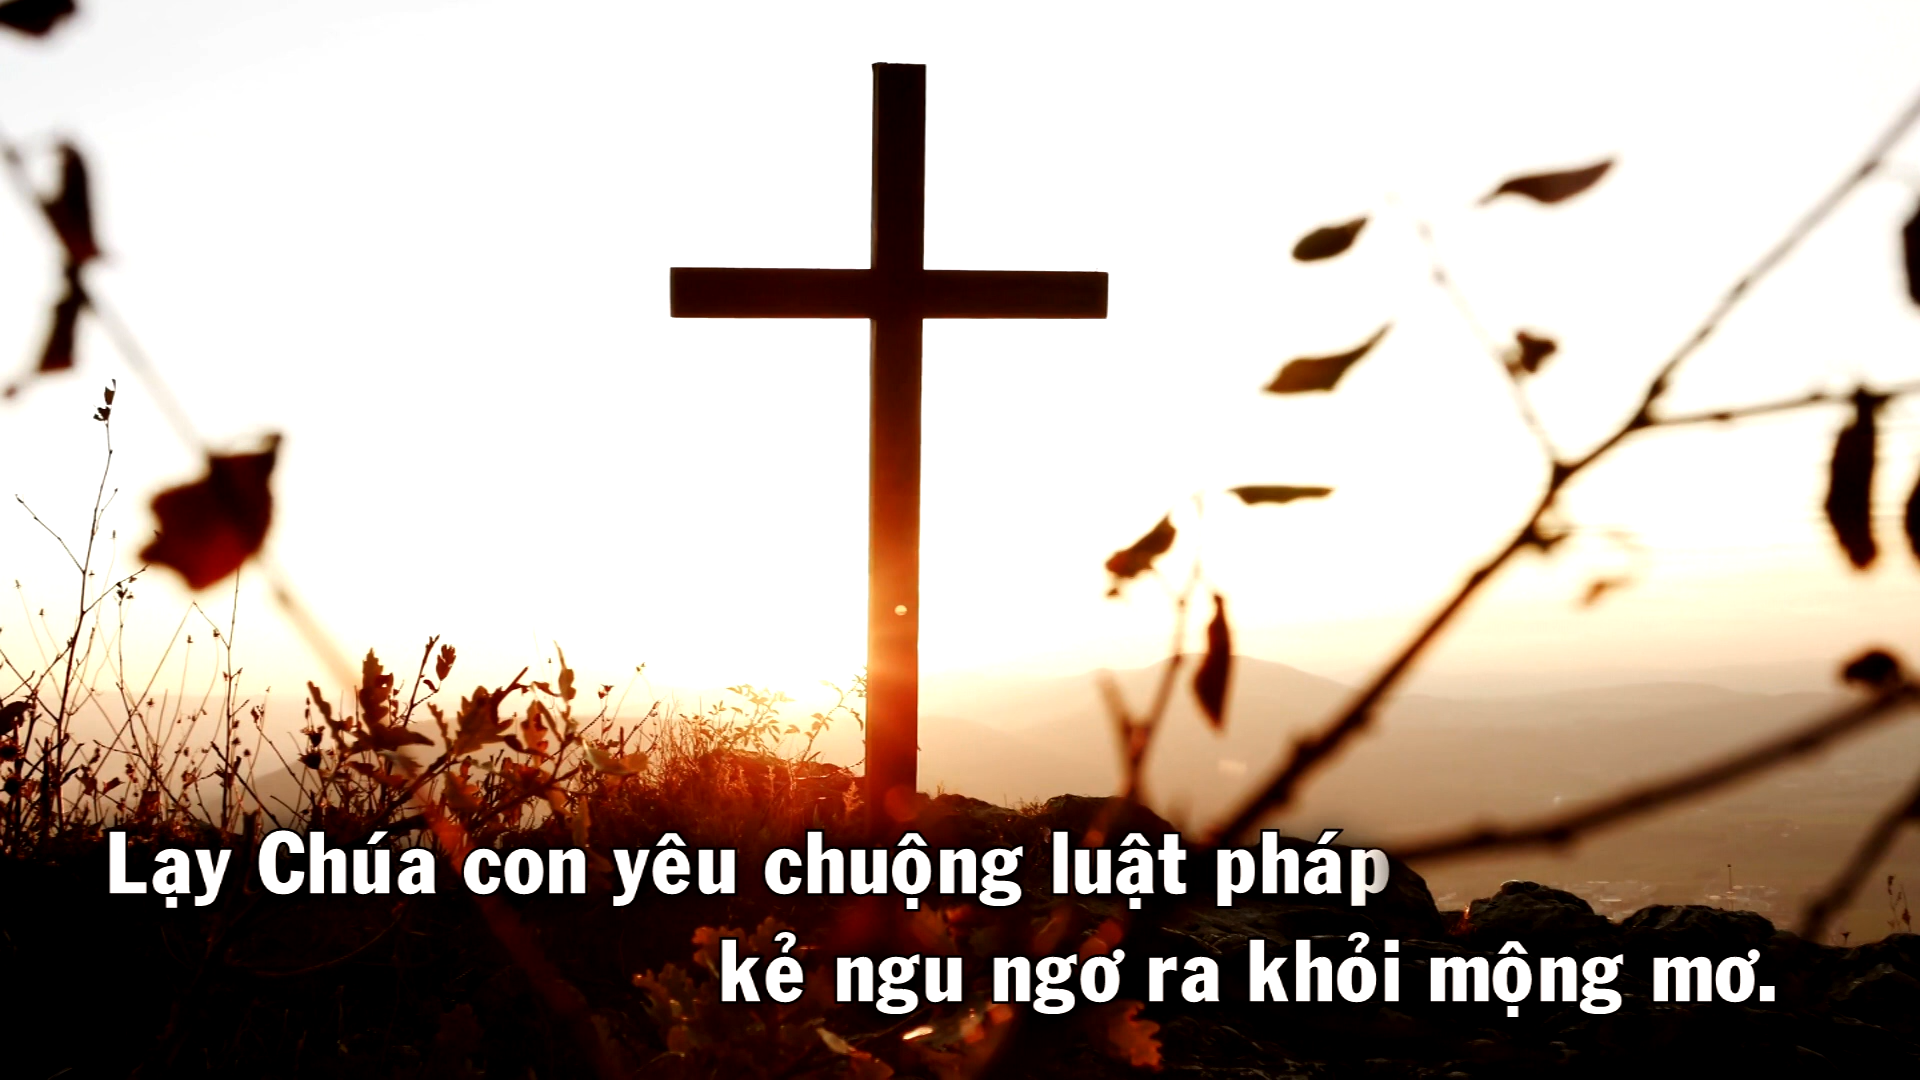 Lạy Chúa con yêu chuộng luật pháp
kẻ ngu ngơ ra khỏi mộng mơ.